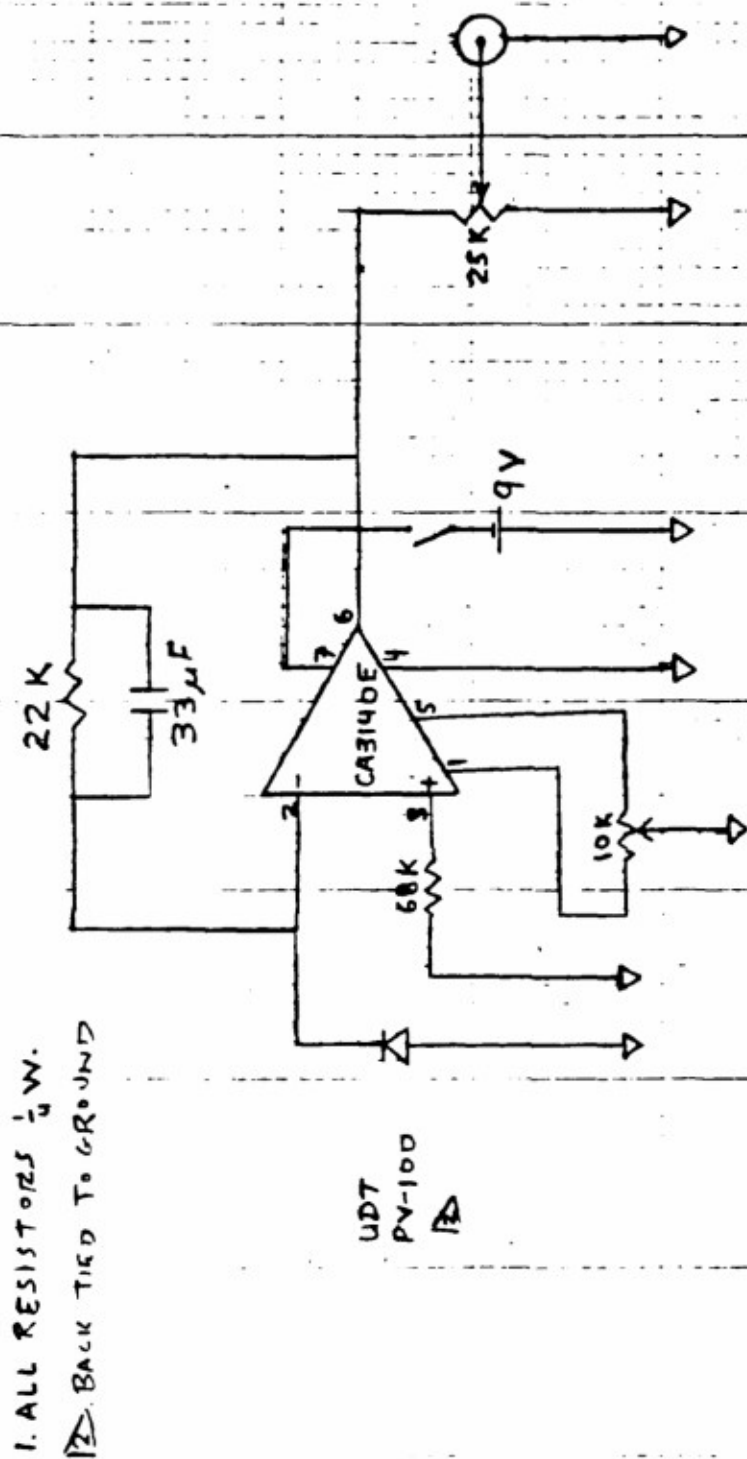 1. ALL RESISTORS 1/4 W.
2. BACK TIED TO GROUND
UDT
PV-100
2
22 K
33 µF
2
-
3
+
CA3140E
7
6
4
5
1
68K
10K
9V
25K